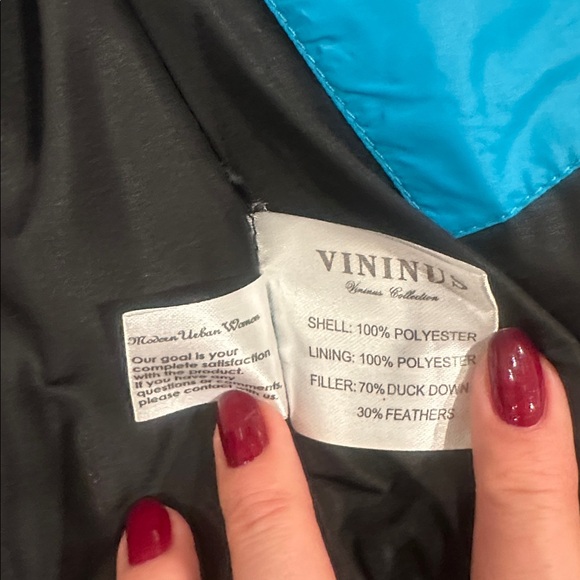 VININUS
Vininus Collection
SHELL: 100% POLYESTER
LINING: 100% POLYESTER
FILLER: 70% DUCK DOWN
30% FEATHERS
Modern Urban Women
Our goal is your
complete satisfaction
with the product.
If you have any
questions or comments,
please contact us.